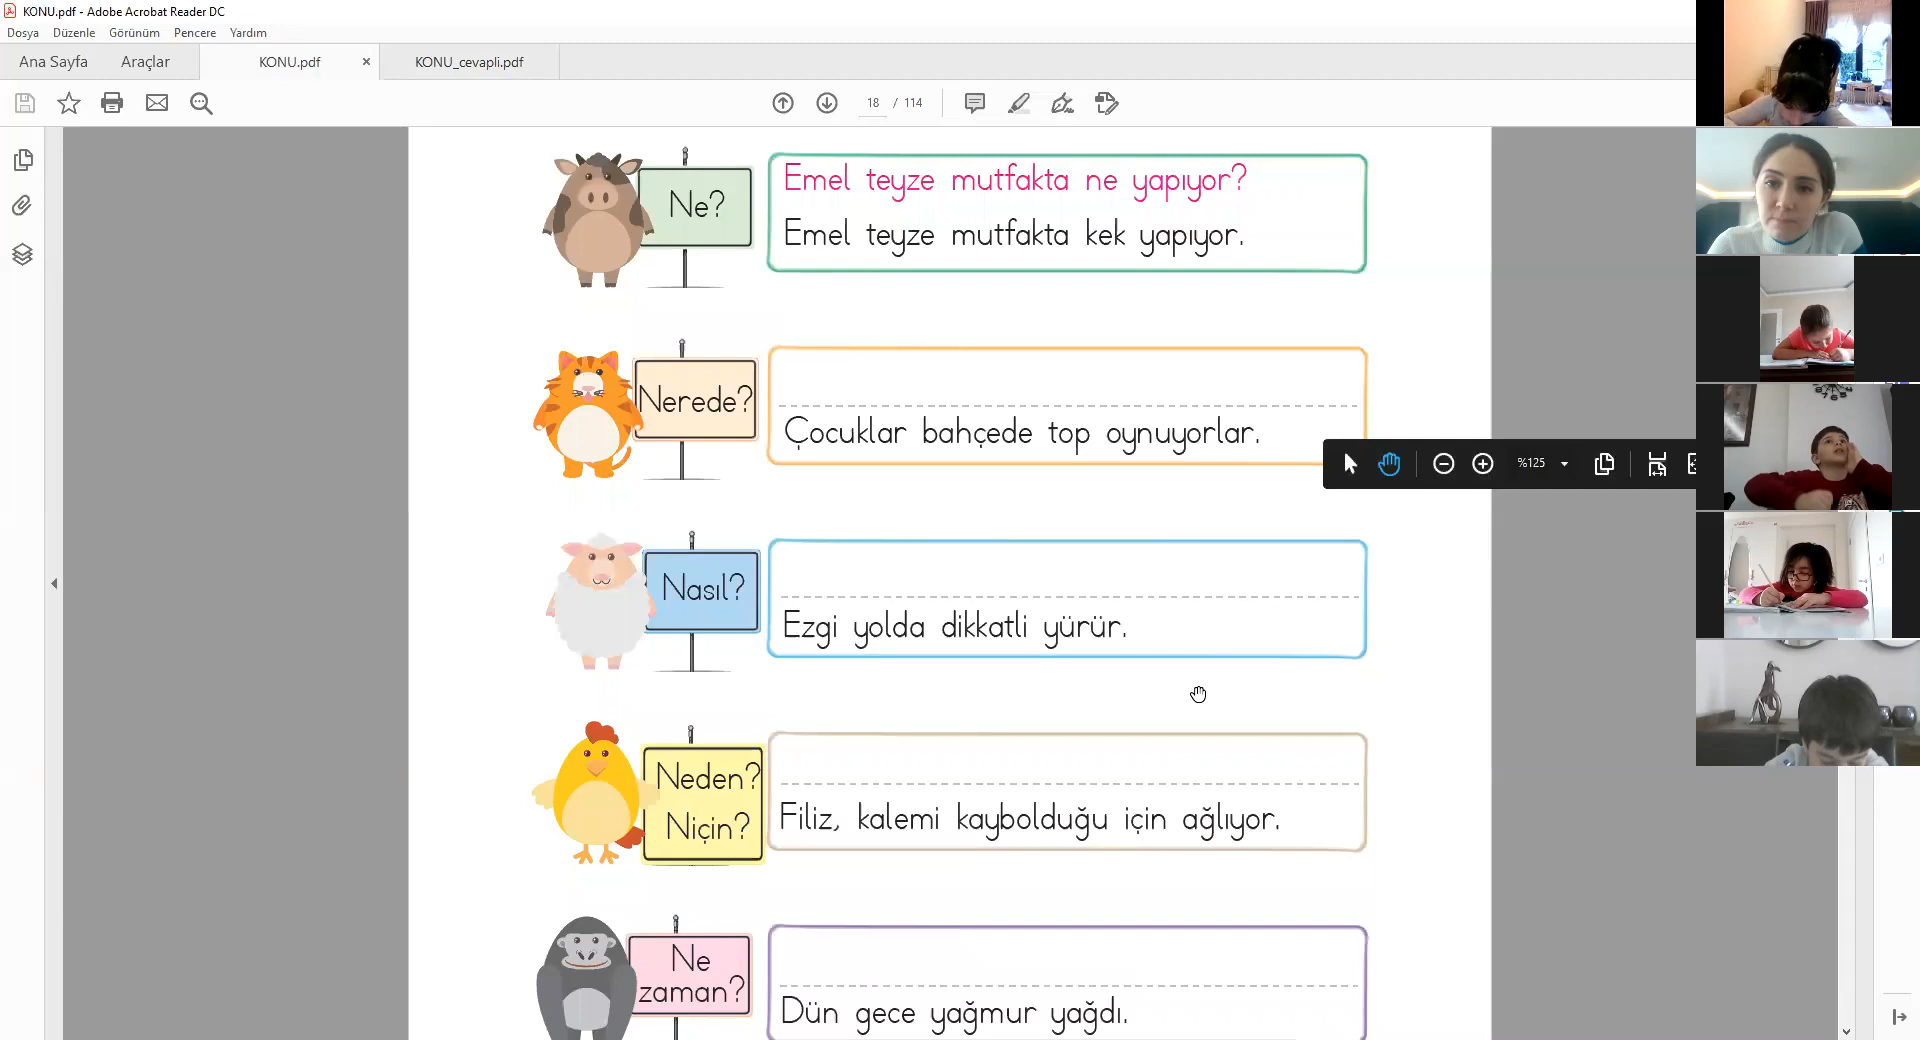 KONU.pdf - Adobe Acrobat Reader DC
Dosya Düzenle Görünüm Pencere Yardım
Ana Sayfa Araçlar KONU.pdf × KONU_cevapli.pdf
18 / 114
Ne?
Emel teyze mutfakta ne yapıyor?
Emel teyze mutfakta kek yapıyor.
Nerede?
Çocuklar bahçede top oynuyorlar.
%125
Nasıl?
Ezgi yolda dikkatli yürür.
Neden?
Niçin?
Filiz, kalemi kaybolduğu için ağlıyor.
Ne
zaman?
Dün gece yağmur yağdı.